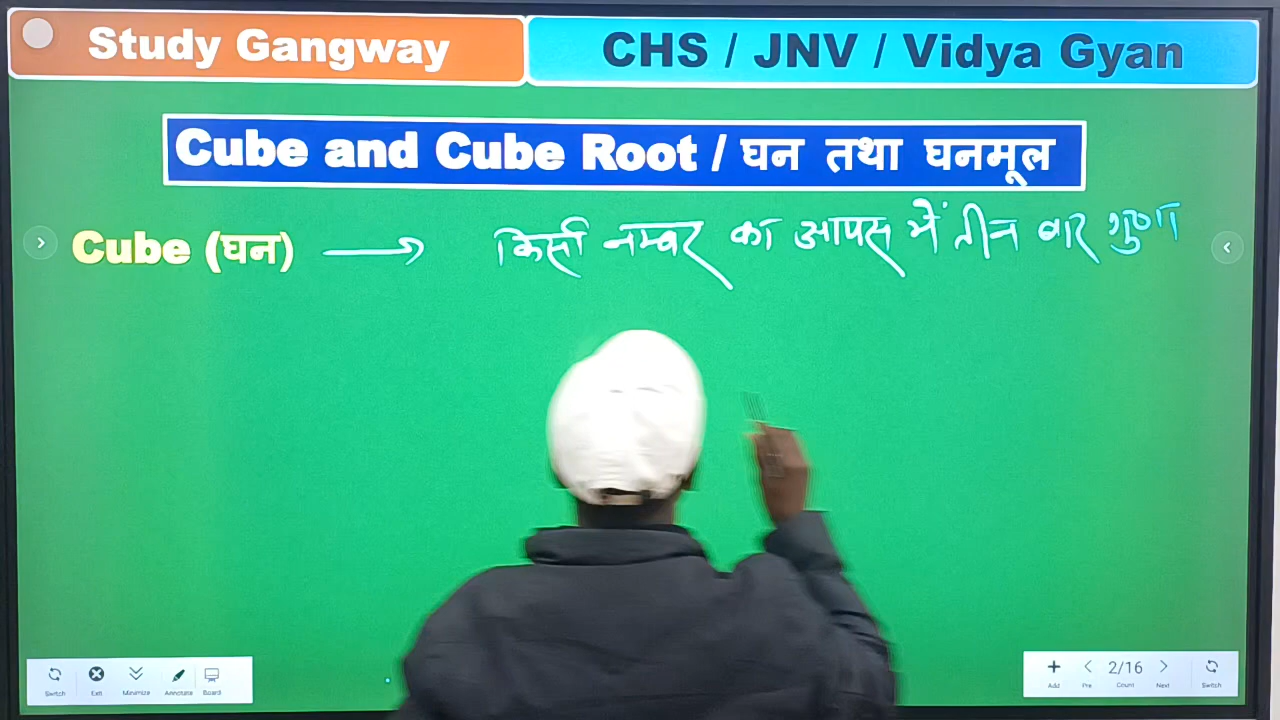 Study Gangway
CHS / JNV / Vidya Gyan
Cube and Cube Root / घन तथा घनमूल
Cube (घन) → किसी नम्बर का आपस में तीन बार गुणा
Switch Exit Minimize Annotate Board
Add Pre 2/16 Count Next Switch